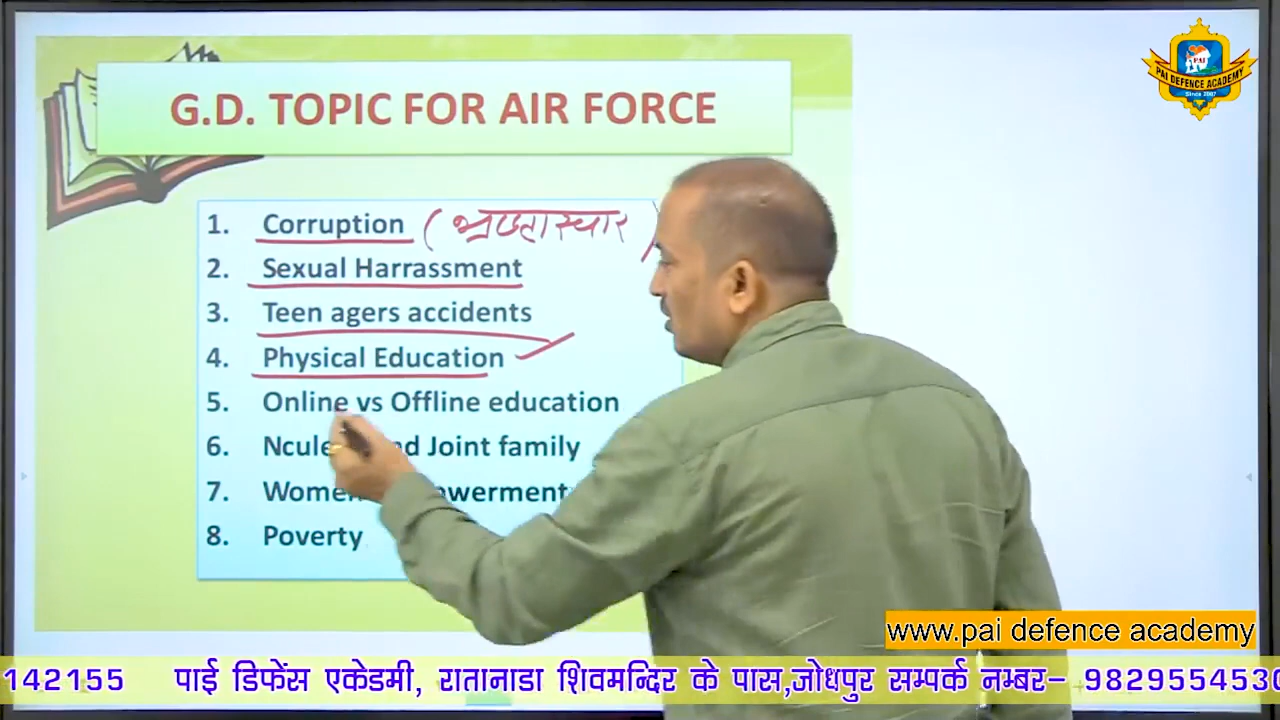 PAI
PAI DEFENCE ACADEMY
Since 2007
G.D. TOPIC FOR AIR FORCE
1. Corruption (भ्रष्टाचार)
2. Sexual Harrassment
3. Teen agers accidents
4. Physical Education
5. Online vs Offline education
6. Joint family
7.
8. Poverty
www.pai defence academy
142155 पाई डिफेंस एकेडमी, रातानाडा शिवमन्दिर के पास,जोधपुर सम्पर्क नम्बर- 9829554530